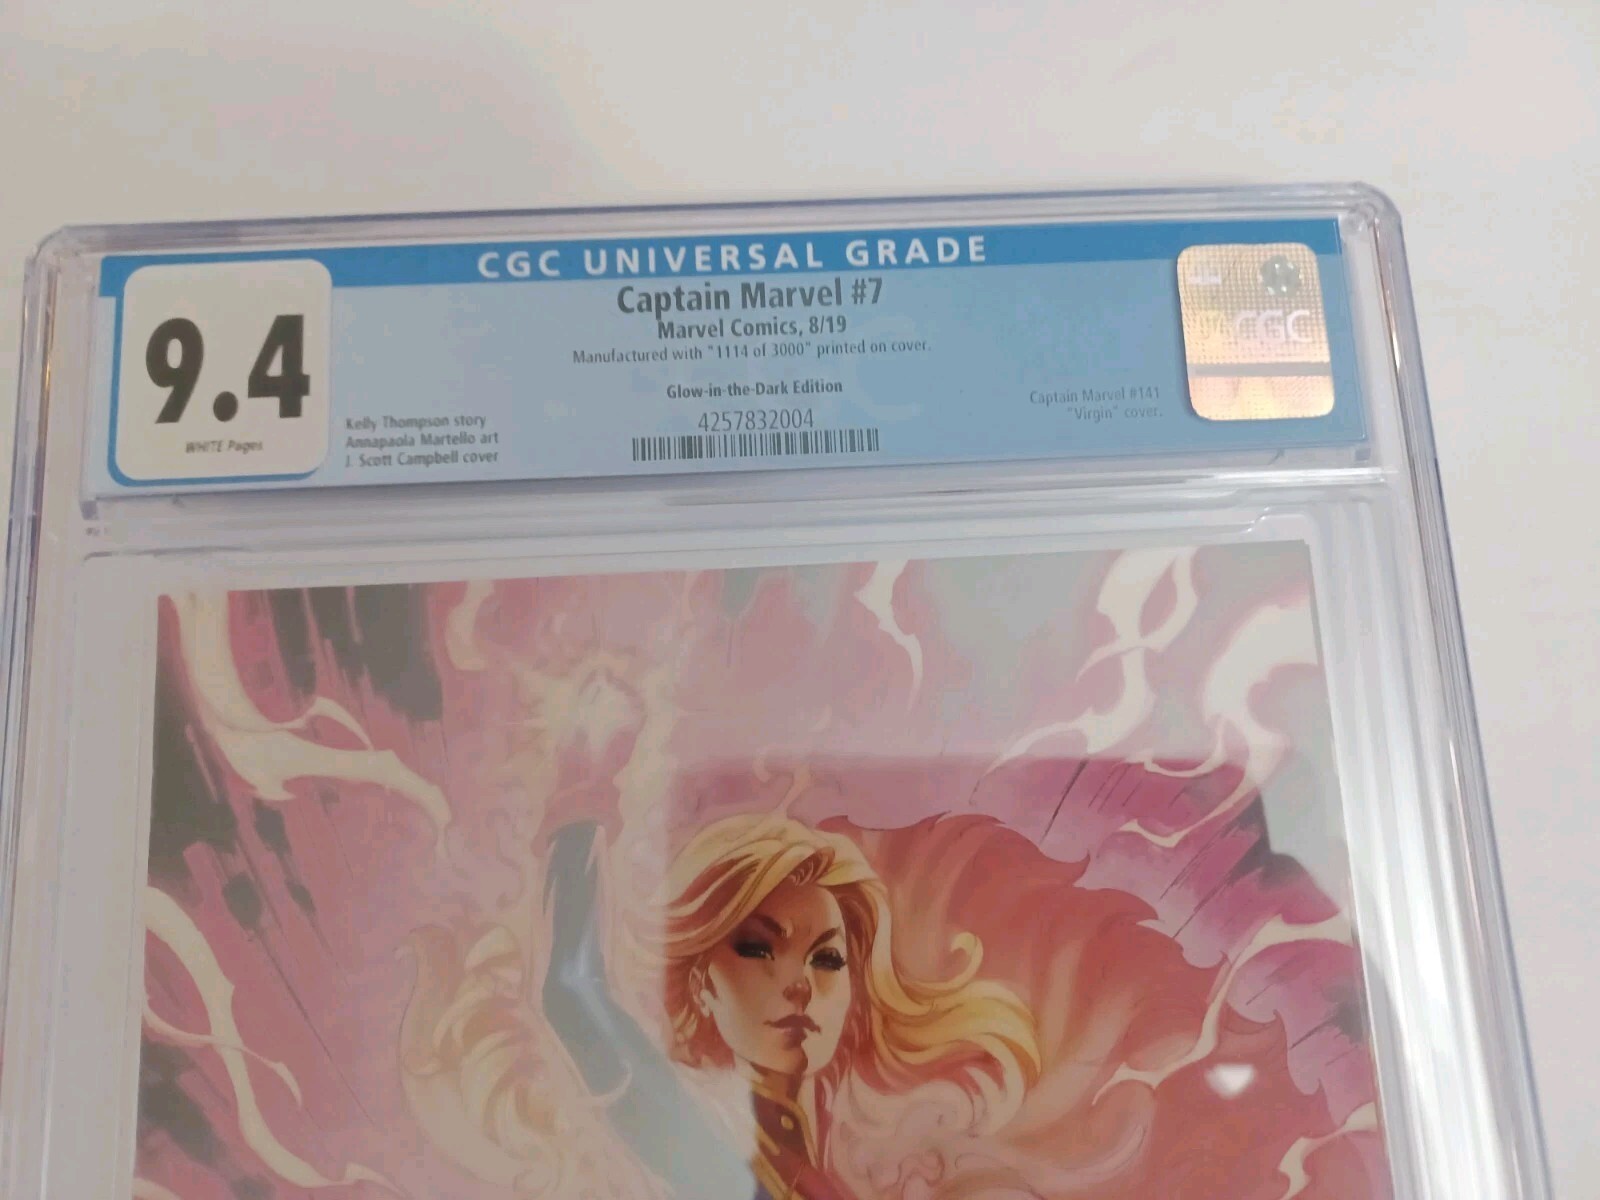 CGC UNIVERSAL GRADE
9.4
WHITE Pages
Captain Marvel #7
Marvel Comics, 8/19
Manufactured with "1114 of 3000" printed on cover.
Glow-in-the-Dark Edition
4257832004
Kelly Thompson story
Annapaola Martello art
J. Scott Campbell cover
Captain Marvel #141
"Virgin" cover.
CGC